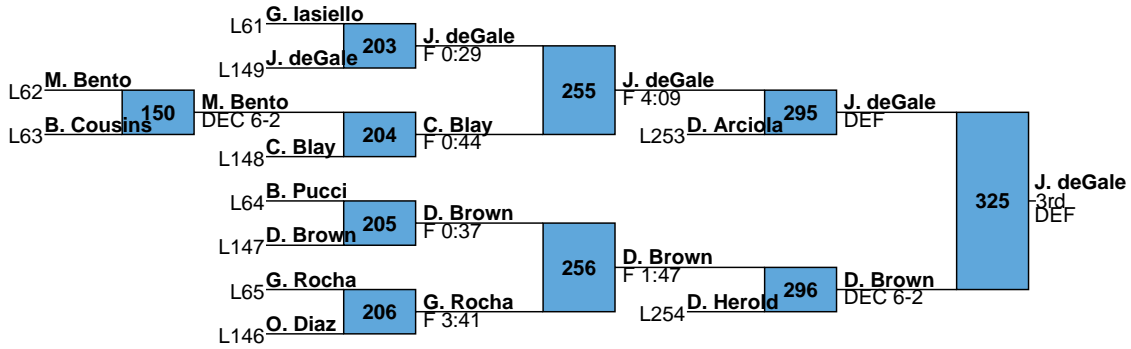 L61 G. Iasiello
203 J. deGale
F 0:29
L149 J. deGale
L62 M. Bento
255 J. deGale
F 4:09
150 M. Bento
DEC 6-2
295 J. deGale
DEF
L63 B. Cousins
204 C. Blay
F 0:44
L253 D. Arciola
L148 C. Blay
325 J. deGale
3rd
DEF
L64 B. Pucci
205 D. Brown
F 0:37
L147 D. Brown
256 D. Brown
F 1:47
L65 G. Rocha
296 D. Brown
DEC 6-2
206 G. Rocha
F 3:41
L254 D. Herold
L146 O. Diaz